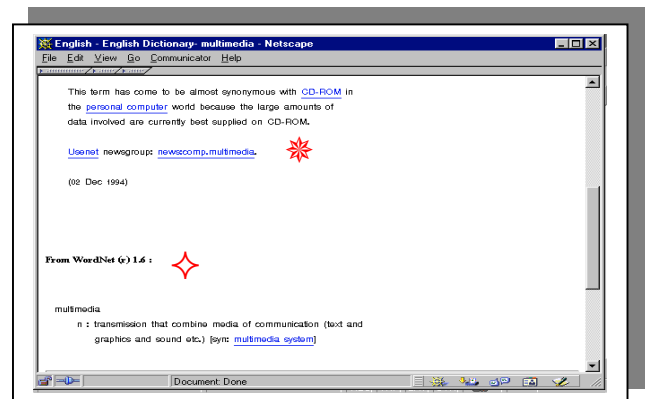 English - English Dictionary- multimedia - Netscape
File Edit View Go Communicator Help
This term has come to be almost synonymous with CD-ROM in
the personal computer world because the large amounts of
data involved are currently best supplied on CD-ROM.
Usenet newsgroup: news:comp.multimedia.
(02 Dec 1994)
From WordNet (r) 1.6 :
multimedia
n : transmission that combine media of communication (text and
graphics and sound etc.) [syn: multimedia system]
Document: Done